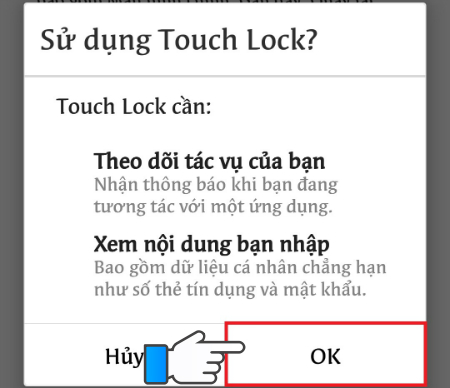 Sử dụng Touch Lock?
Touch Lock cần:
Theo dõi tác vụ của bạn
Nhận thông báo khi bạn đang
tương tác với một ứng dụng.
Xem nội dung bạn nhập
Bao gồm dữ liệu cá nhân chẳng hạn
như số thẻ tín dụng và mật khẩu.
Hủy
OK